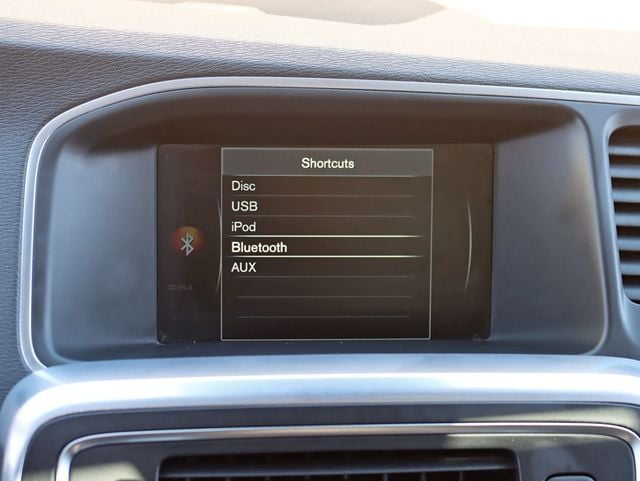 Shortcuts
Disc
USB
iPod
Bluetooth
AUX